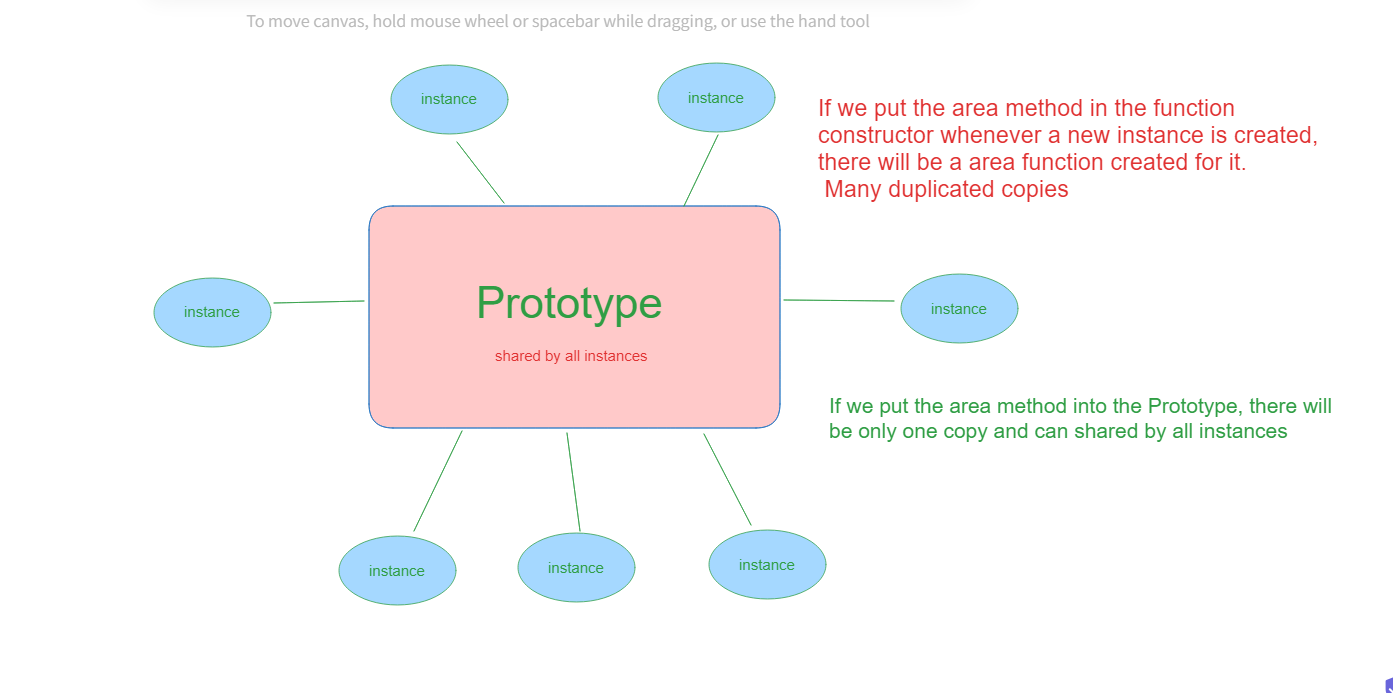 To move canvas, hold mouse wheel or spacebar while dragging, or use the hand tool
instance
instance
If we put the area method in the function
constructor whenever a new instance is created,
there will be a area function created for it.
Many duplicated copies
instance
Prototype
shared by all instances
instance
If we put the area method into the Prototype, there will
be only one copy and can shared by all instances
instance
instance
instance